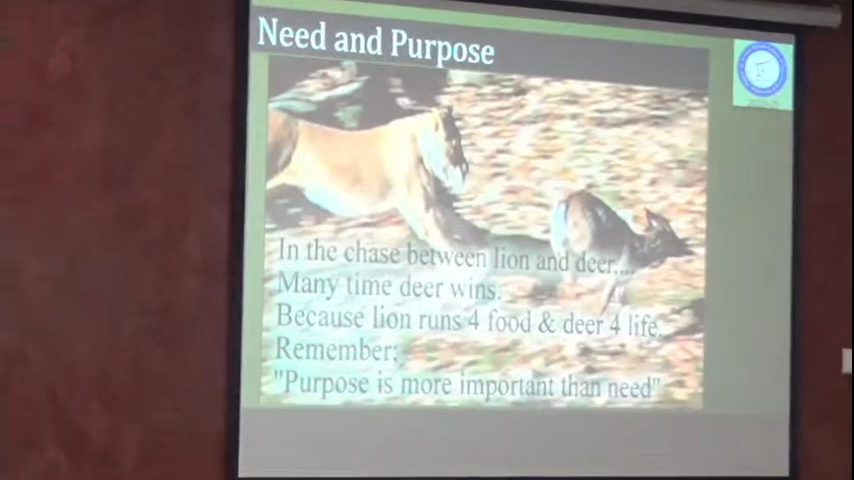 Need and Purpose
In the chase between lion and deer....
Many time deer wins.
Because lion runs 4 food & deer 4 life.
Remember;
"Purpose is more important than need"